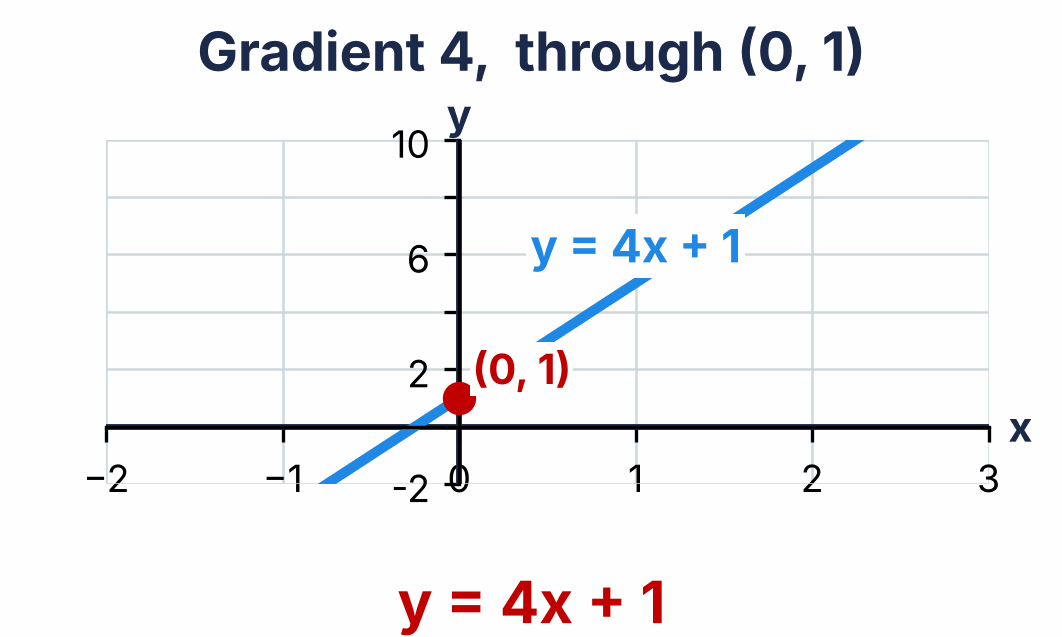 Gradient 4, through (0, 1)
y
10
y = 4x + 1
6
(0, 1)
2
x
−2 −1 0 1 2 3
-2
y = 4x + 1